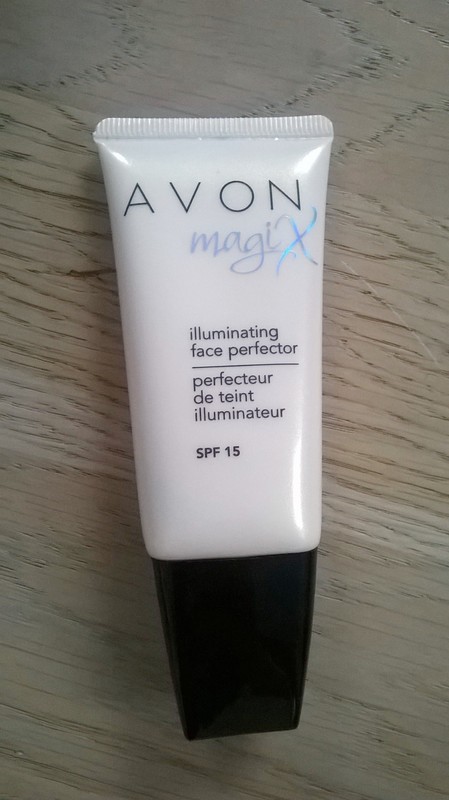 AVON
magiX
illuminating
face perfector
perfecteur
de teint
illuminateur
SPF 15